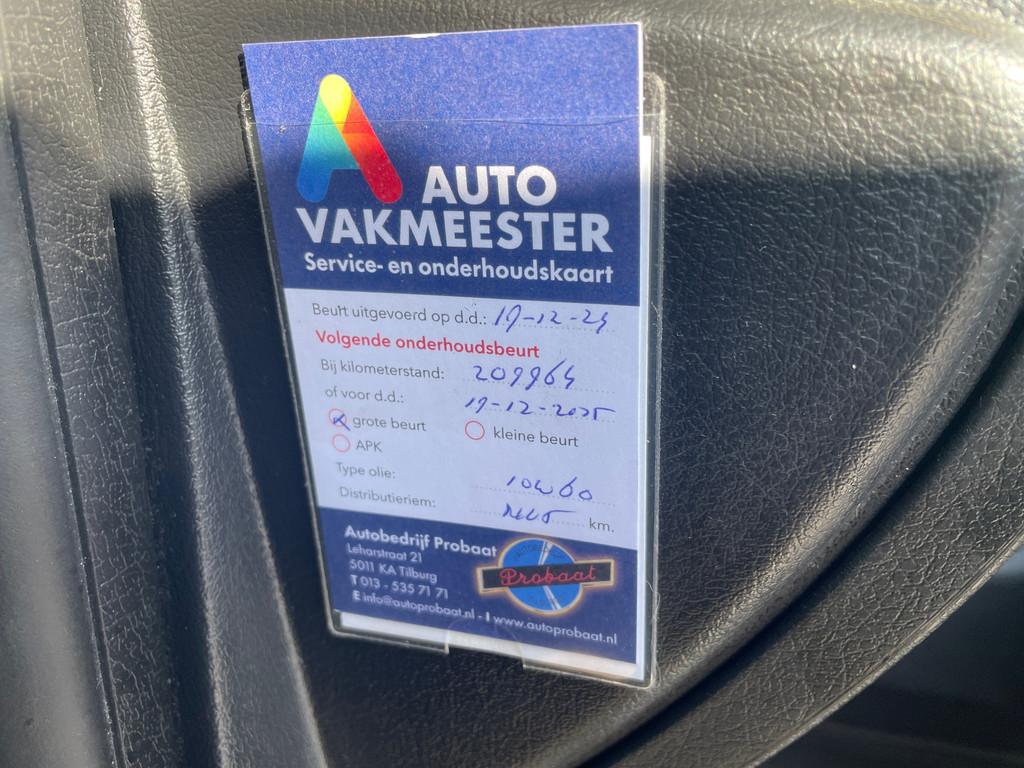 AUTO
VAKMEESTER
Service- en onderhoudskaart
Beurt uitgevoerd op d.d.: 19-12-24
Volgende onderhoudsbeurt
Bij kilometerstand: 209964
of voor d.d.: 19-12-2025
grote beurt kleine beurt
APK
Type olie: 10W60
Distributieriem: km.
Autobedrijf Probaat
Leharstraat 21
5011 KA Tilburg
T 013 - 535 71 71
E info@autoprobaat.nl - I www.autoprobaat.nl
Probaat